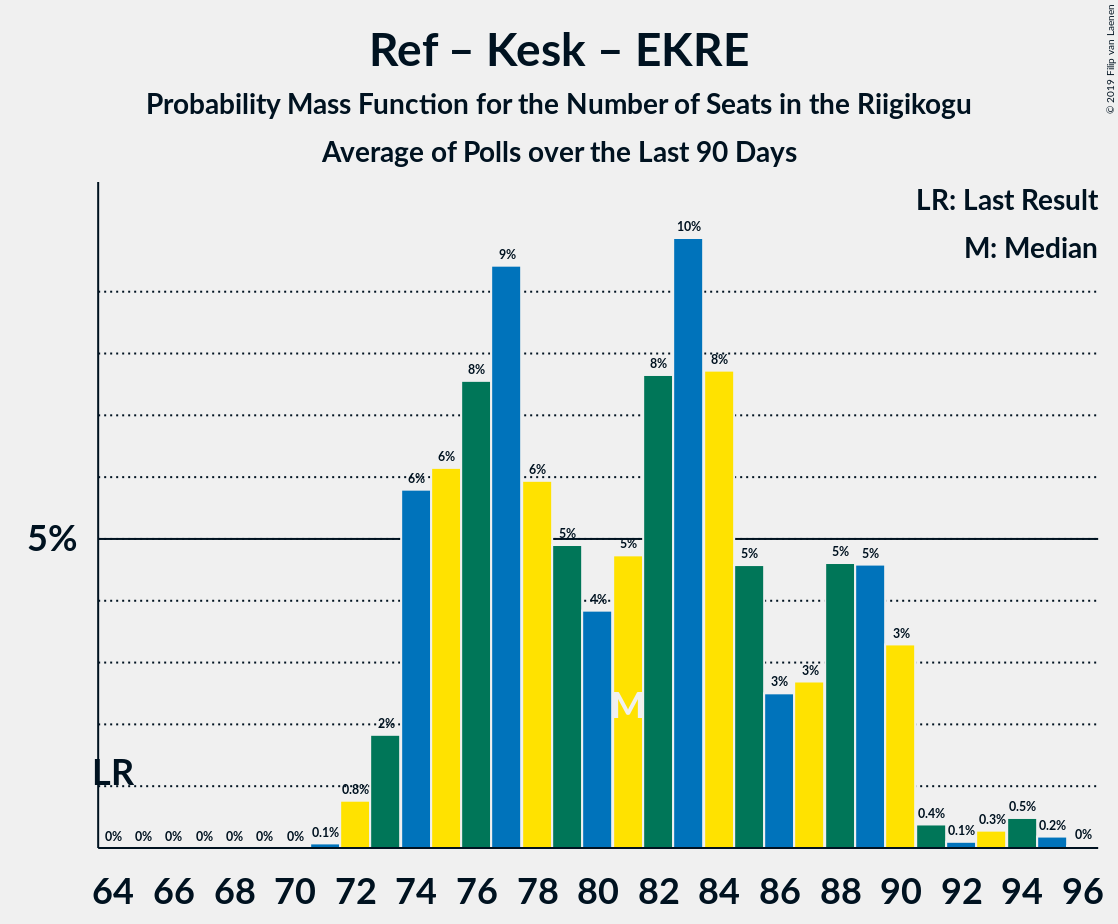 Ref – Kesk – EKRE
Probability Mass Function for the Number of Seats in the Riigikogu
Average of Polls over the Last 90 Days
© 2019 Filip van Laenen
LR: Last Result
M: Median
10%
9%
8% 8% 8%
6% 6% 6%
5%
5% 5% 5% 5% 5%
4%
3% 3% 3%
M
2%
LR
0.8%
0% 0% 0% 0% 0% 0% 0% 0.1% 0.4% 0.1% 0.3% 0.5% 0.2% 0%
64 66 68 70 72 74 76 78 80 82 84 86 88 90 92 94 96